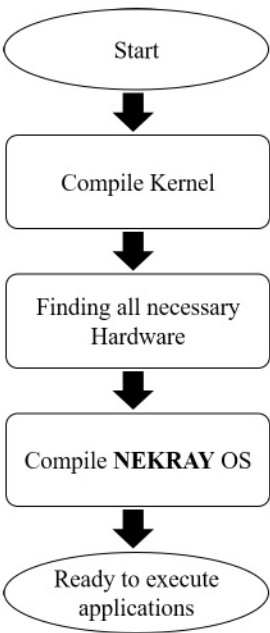 Start
Compile Kernel
Finding all necessary
Hardware
Compile NEKRAY OS
Ready to execute
applications